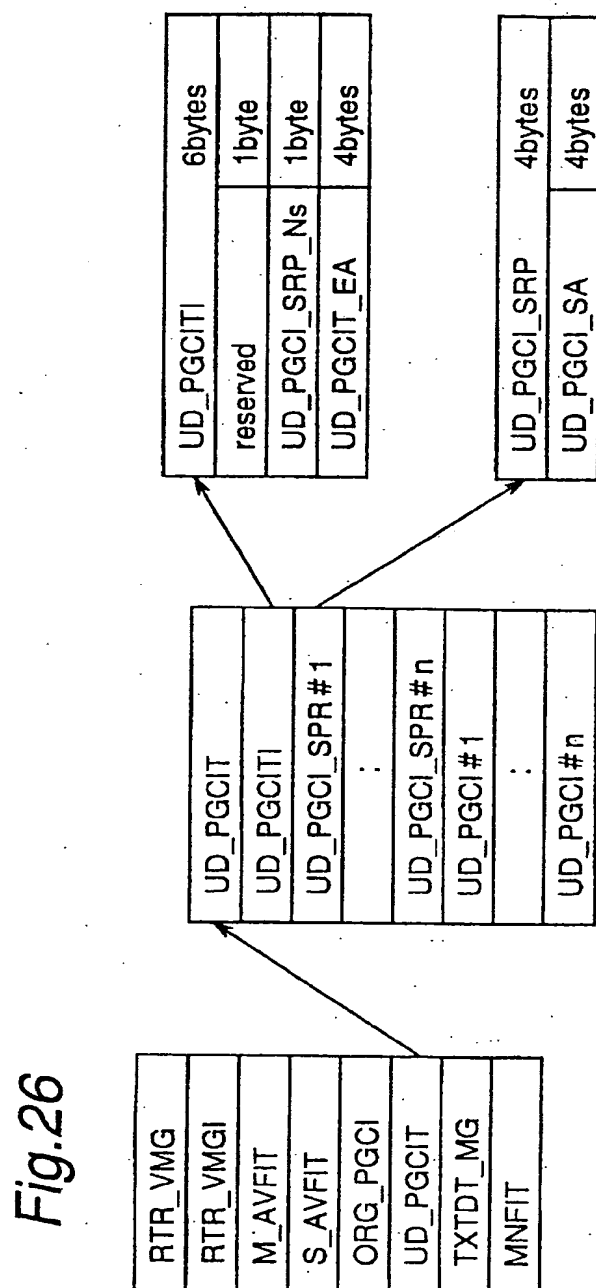 Fig.26
RTR_VMG
RTR_VMGI
M_AVFIT
S_AVFIT
ORG_PGCI
UD_PGCIT
TXTDT_MG
MNFIT
UD_PGCIT
UD_PGCITI
UD_PGCI_SPR#1
:
UD_PGCI_SPR#n
UD_PGCI#1
:
UD_PGCI#n
UD_PGCITI 6bytes
reserved 1byte
UD_PGCI_SRP_Ns 1byte
UD_PGCIT_EA 4bytes
UD_PGCI_SRP 4bytes
UD_PGCI_SA 4bytes